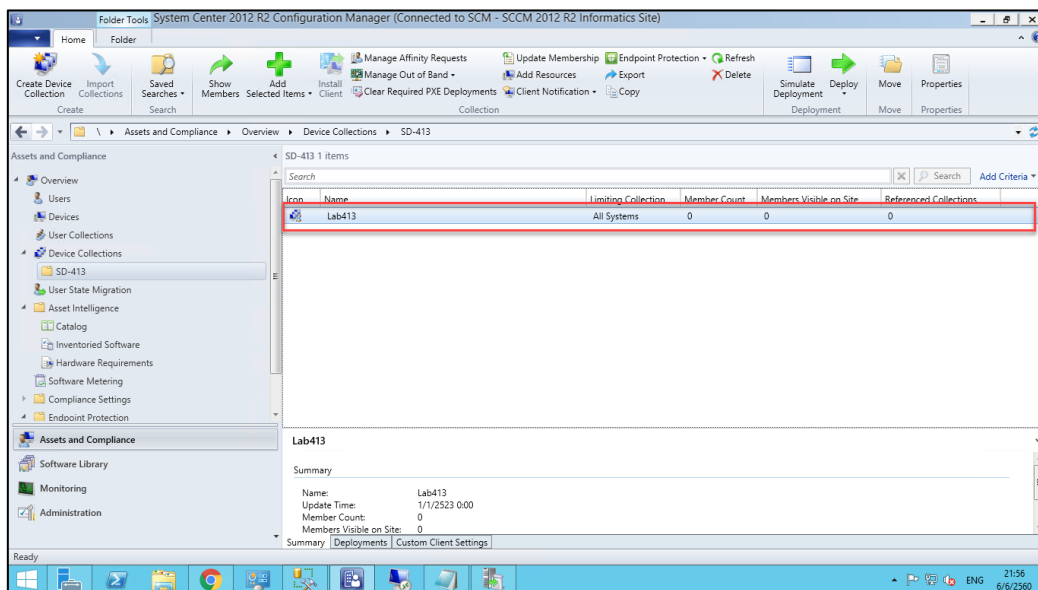 Folder Tools System Center 2012 R2 Configuration Manager (Connected to SCM - SCCM 2012 R2 Informatics Site)
Home Folder
Create Device Collection
Import Collections
Saved Searches
Show Members
Add Selected Items
Install Client
Manage Affinity Requests
Manage Out of Band
Clear Required PXE Deployments
Update Membership
Add Resources
Client Notification
Endpoint Protection
Export
Copy
Refresh
Delete
Simulate Deployment
Deploy
Move
Properties
Create Search Collection Deployment Move Properties
\ Assets and Compliance Overview Device Collections SD-413
Assets and Compliance
Overview
Users
Devices
User Collections
Device Collections
SD-413
User State Migration
Asset Intelligence
Catalog
Inventoried Software
Hardware Requirements
Software Metering
Compliance Settings
Endpoint Protection
Assets and Compliance
Software Library
Monitoring
Administration
SD-413 1 items
Search Search Add Criteria
Icon Name Limiting Collection Member Count Members Visible on Site Referenced Collections
Lab413 All Systems 0 0 0
Lab413
Summary
Name: Lab413
Update Time: 1/1/2523 0:00
Member Count: 0
Members Visible on Site: 0
Summary Deployments Custom Client Settings
Ready
ENG 21:56
6/6/2560